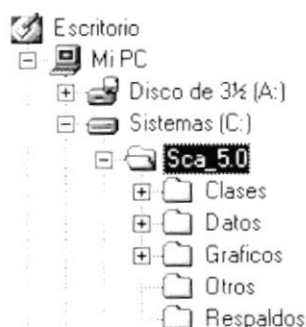 Escritorio
Mi PC
Disco de 3½ (A:)
Sistemas (C:)
Sca_5.0
Clases
Datos
Graficos
Otros
Respaldos